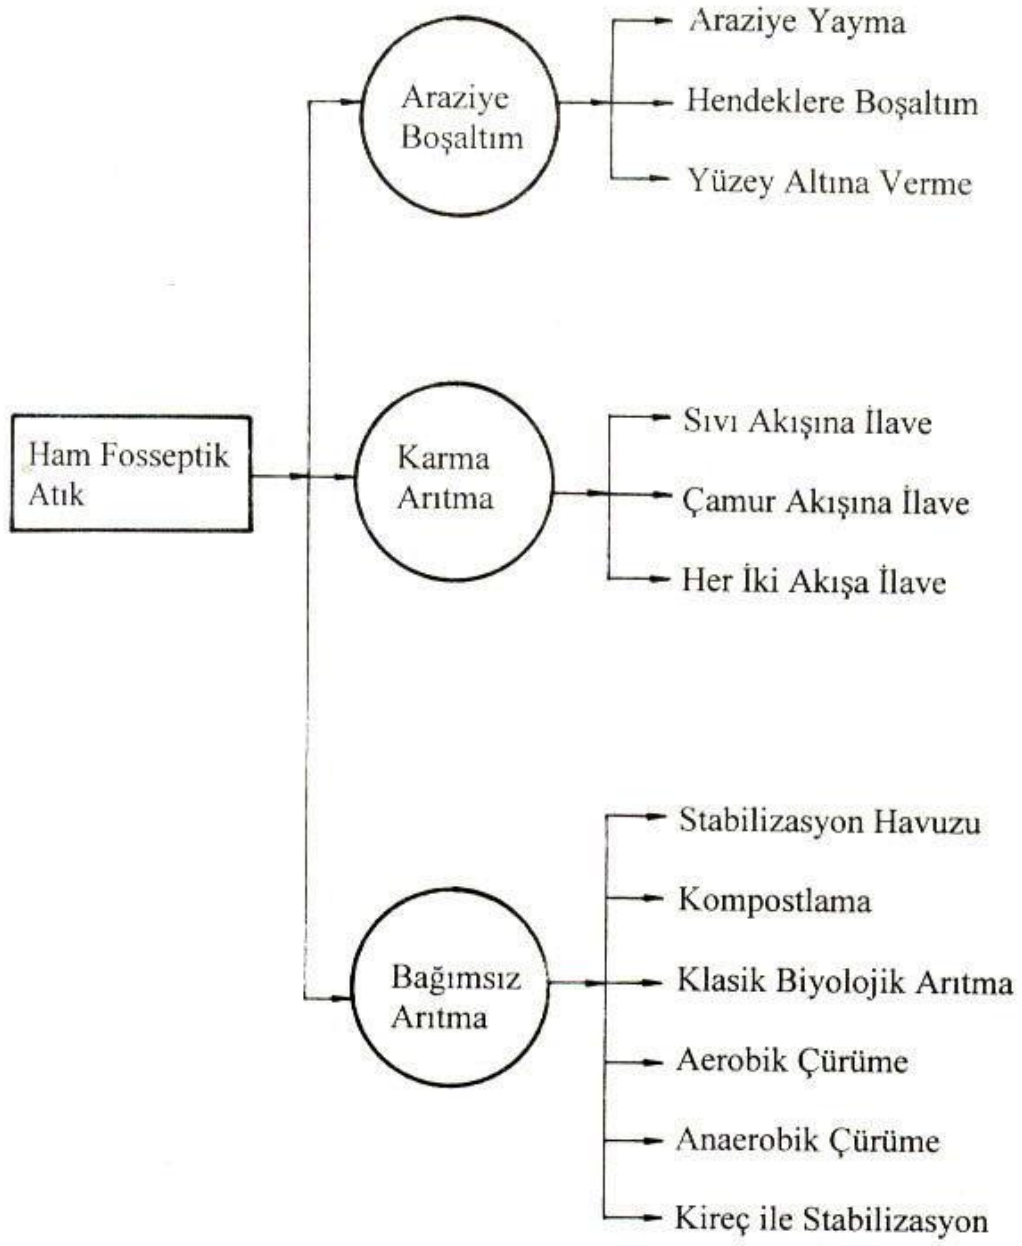 Araziye Yayma
Araziye
Boşaltım
Hendeklere Boşaltım
Yüzey Altına Verme
Ham Fosseptik
Atık
Karma
Arıtma
Sıvı Akışına İlave
Çamur Akışına İlave
Her İki Akışa İlave
Bağımsız
Arıtma
Stabilizasyon Havuzu
Kompostlama
Klasik Biyolojik Arıtma
Aerobik Çürüme
Anaerobik Çürüme
Kireç ile Stabilizasyon